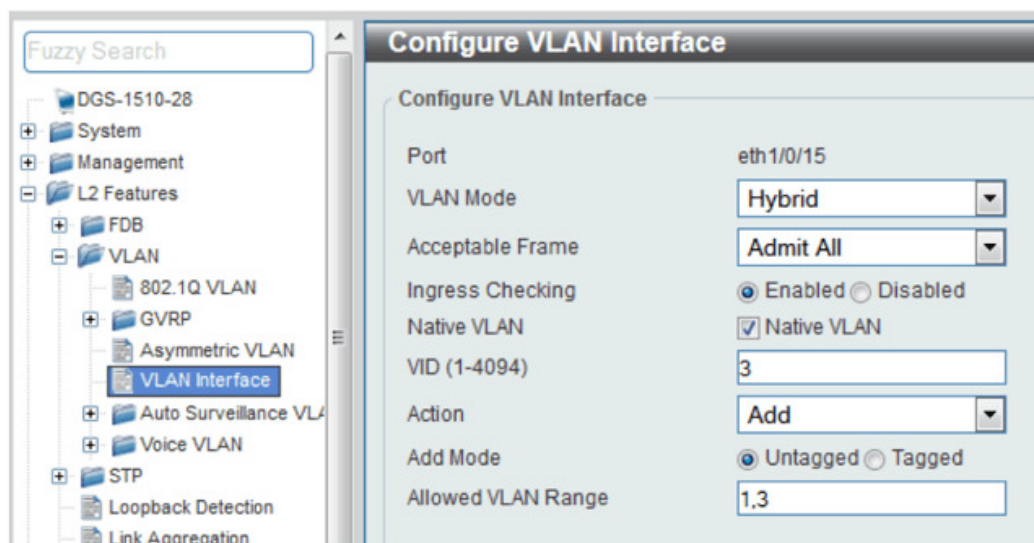 Fuzzy Search
DGS-1510-28
System
Management
L2 Features
FDB
VLAN
802.1Q VLAN
GVRP
Asymmetric VLAN
VLAN Interface
Auto Surveillance VLA
Voice VLAN
STP
Loopback Detection
Link Aggregation
Configure VLAN Interface
Configure VLAN Interface
Port eth1/0/15
VLAN Mode Hybrid
Acceptable Frame Admit All
Ingress Checking Enabled Disabled
Native VLAN Native VLAN
VID (1-4094) 3
Action Add
Add Mode Untagged Tagged
Allowed VLAN Range 1,3